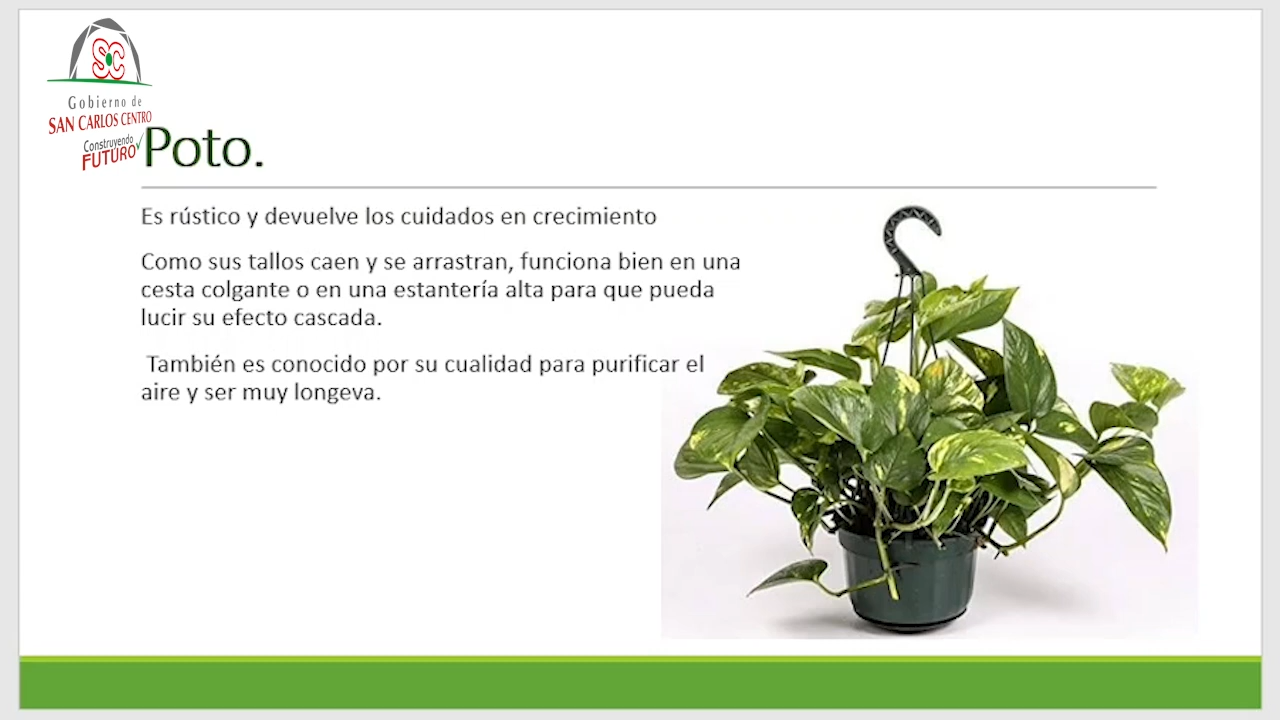 SC
Gobierno de
SAN CARLOS CENTRO
Construyendo
FUTURO
Poto.
Es rústico y devuelve los cuidados en crecimiento
Como sus tallos caen y se arrastran, funciona bien en una
cesta colgante o en una estantería alta para que pueda
lucir su efecto cascada.
También es conocido por su cualidad para purificar el
aire y ser muy longeva.